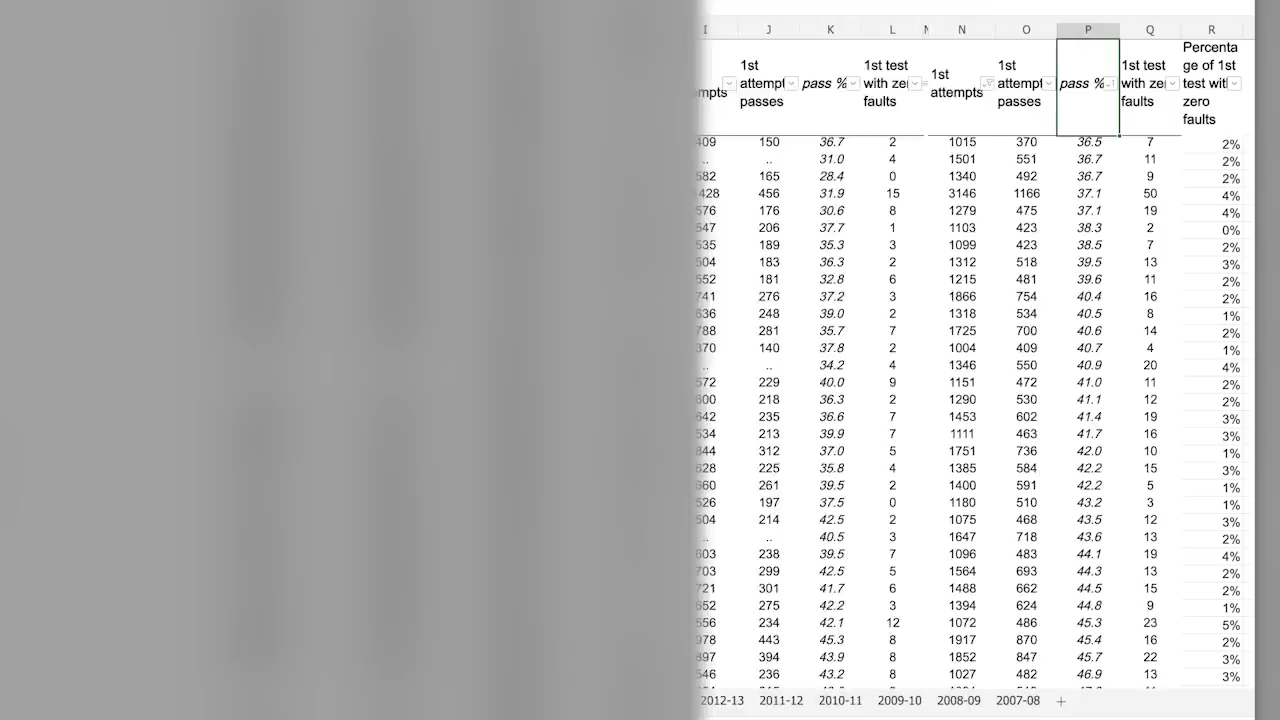 I J K L N N O P Q R
mpts 1st attempt passes pass % 1st test with ze faults 1st attempts 1st attempt passes pass % 1st test with ze faults Percenta ge of 1st test wit zero faults
409 150 36.7 2 1015 370 36.5 7 2%
.. .. 31.0 4 1501 551 36.7 11 2%
582 165 28.4 0 1340 492 36.7 9 2%
428 456 31.9 15 3146 1166 37.1 50 4%
576 176 30.6 8 1279 475 37.1 19 4%
547 206 37.7 1 1103 423 38.3 2 0%
535 189 35.3 3 1099 423 38.5 7 2%
504 183 36.3 2 1312 518 39.5 13 3%
552 181 32.8 6 1215 481 39.6 11 2%
741 276 37.2 3 1866 754 40.4 16 2%
636 248 39.0 2 1318 534 40.5 8 1%
788 281 35.7 7 1725 700 40.6 14 2%
370 140 37.8 2 1004 409 40.7 4 1%
.. .. 34.2 4 1346 550 40.9 20 4%
572 229 40.0 9 1151 472 41.0 11 2%
600 218 36.3 2 1290 530 41.1 12 2%
642 235 36.6 7 1453 602 41.4 19 3%
534 213 39.9 7 1111 463 41.7 16 3%
844 312 37.0 5 1751 736 42.0 10 1%
628 225 35.8 4 1385 584 42.2 15 3%
660 261 39.5 2 1400 591 42.2 5 1%
526 197 37.5 0 1180 510 43.2 3 1%
504 214 42.5 2 1075 468 43.5 12 3%
.. .. 40.5 3 1647 718 43.6 13 2%
603 238 39.5 7 1096 483 44.1 19 4%
703 299 42.5 5 1564 693 44.3 13 2%
721 301 41.7 6 1488 662 44.5 15 2%
652 275 42.2 3 1394 624 44.8 9 1%
556 234 42.1 12 1072 486 45.3 23 5%
978 443 45.3 8 1917 870 45.4 16 2%
897 394 43.9 8 1852 847 45.7 22 3%
546 236 43.2 8 1027 482 46.9 13 3%
2012-13 2011-12 2010-11 2009-10 2008-09 2007-08 +